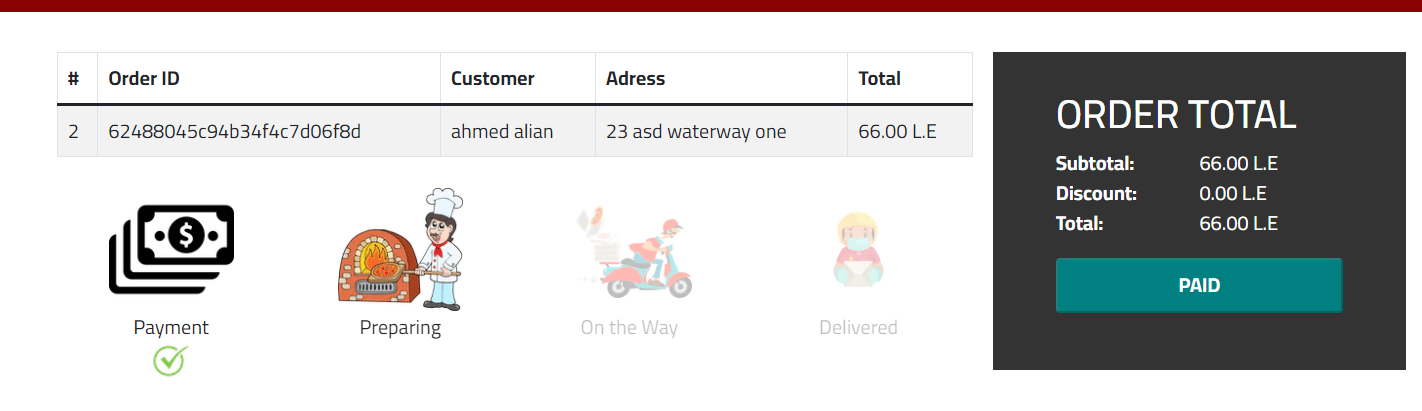 # Order ID Customer Adress Total
2 62488045c94b34f4c7d06f8d ahmed alian 23 asd waterway one 66.00 L.E
Payment Preparing On the Way Delivered
ORDER TOTAL
Subtotal: 66.00 L.E
Discount: 0.00 L.E
Total: 66.00 L.E
PAID